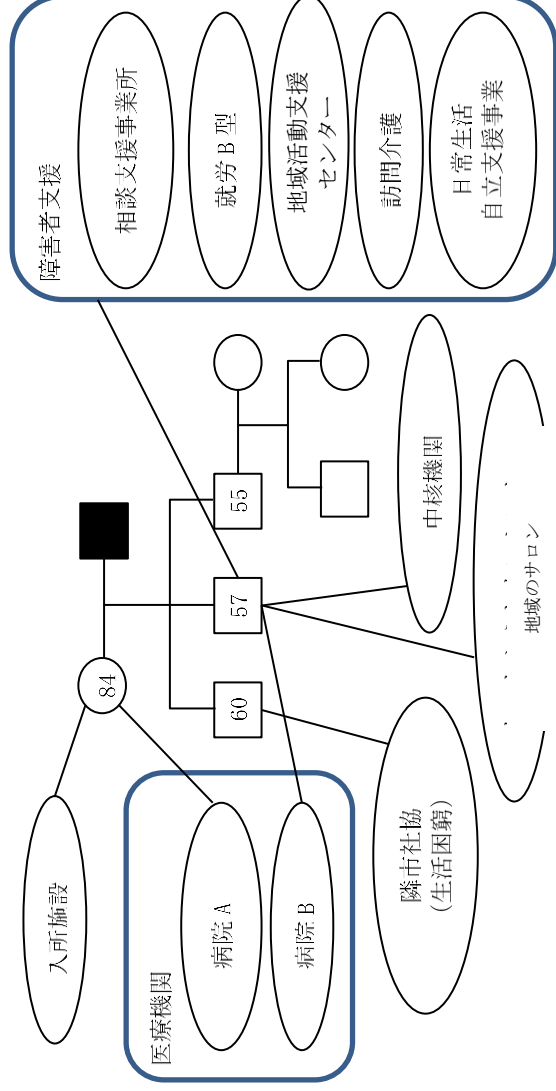 入所施設
医療機関
病院 A
病院 B
隣市社協
(生活困窮)
84
60
57
55
中核機関
地域のサロン
障害者支援
相談支援事業所
就労 B 型
地域活動支援
センター
訪問介護
日常生活
自立支援事業